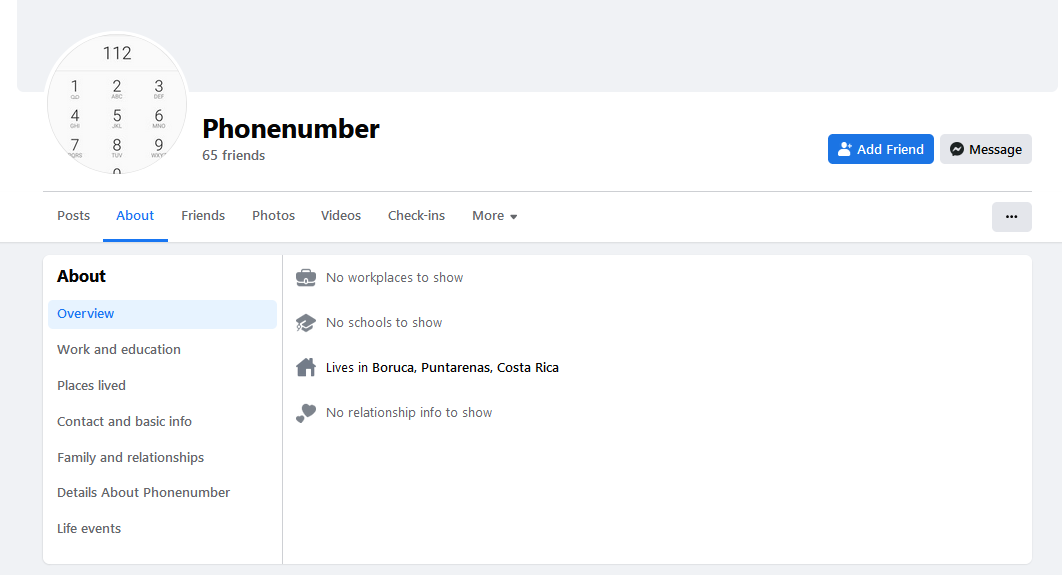 112
1 2 3
ABC DEF
4 5 6
GHI JKL MNO
7 8 9
PQRS TUV WXYZ
0
Phonenumber
65 friends
Add Friend
Message
Posts
About
Friends
Photos
Videos
Check-ins
More
About
Overview
Work and education
Places lived
Contact and basic info
Family and relationships
Details About Phonenumber
Life events
No workplaces to show
No schools to show
Lives in Boruca, Puntarenas, Costa Rica
No relationship info to show